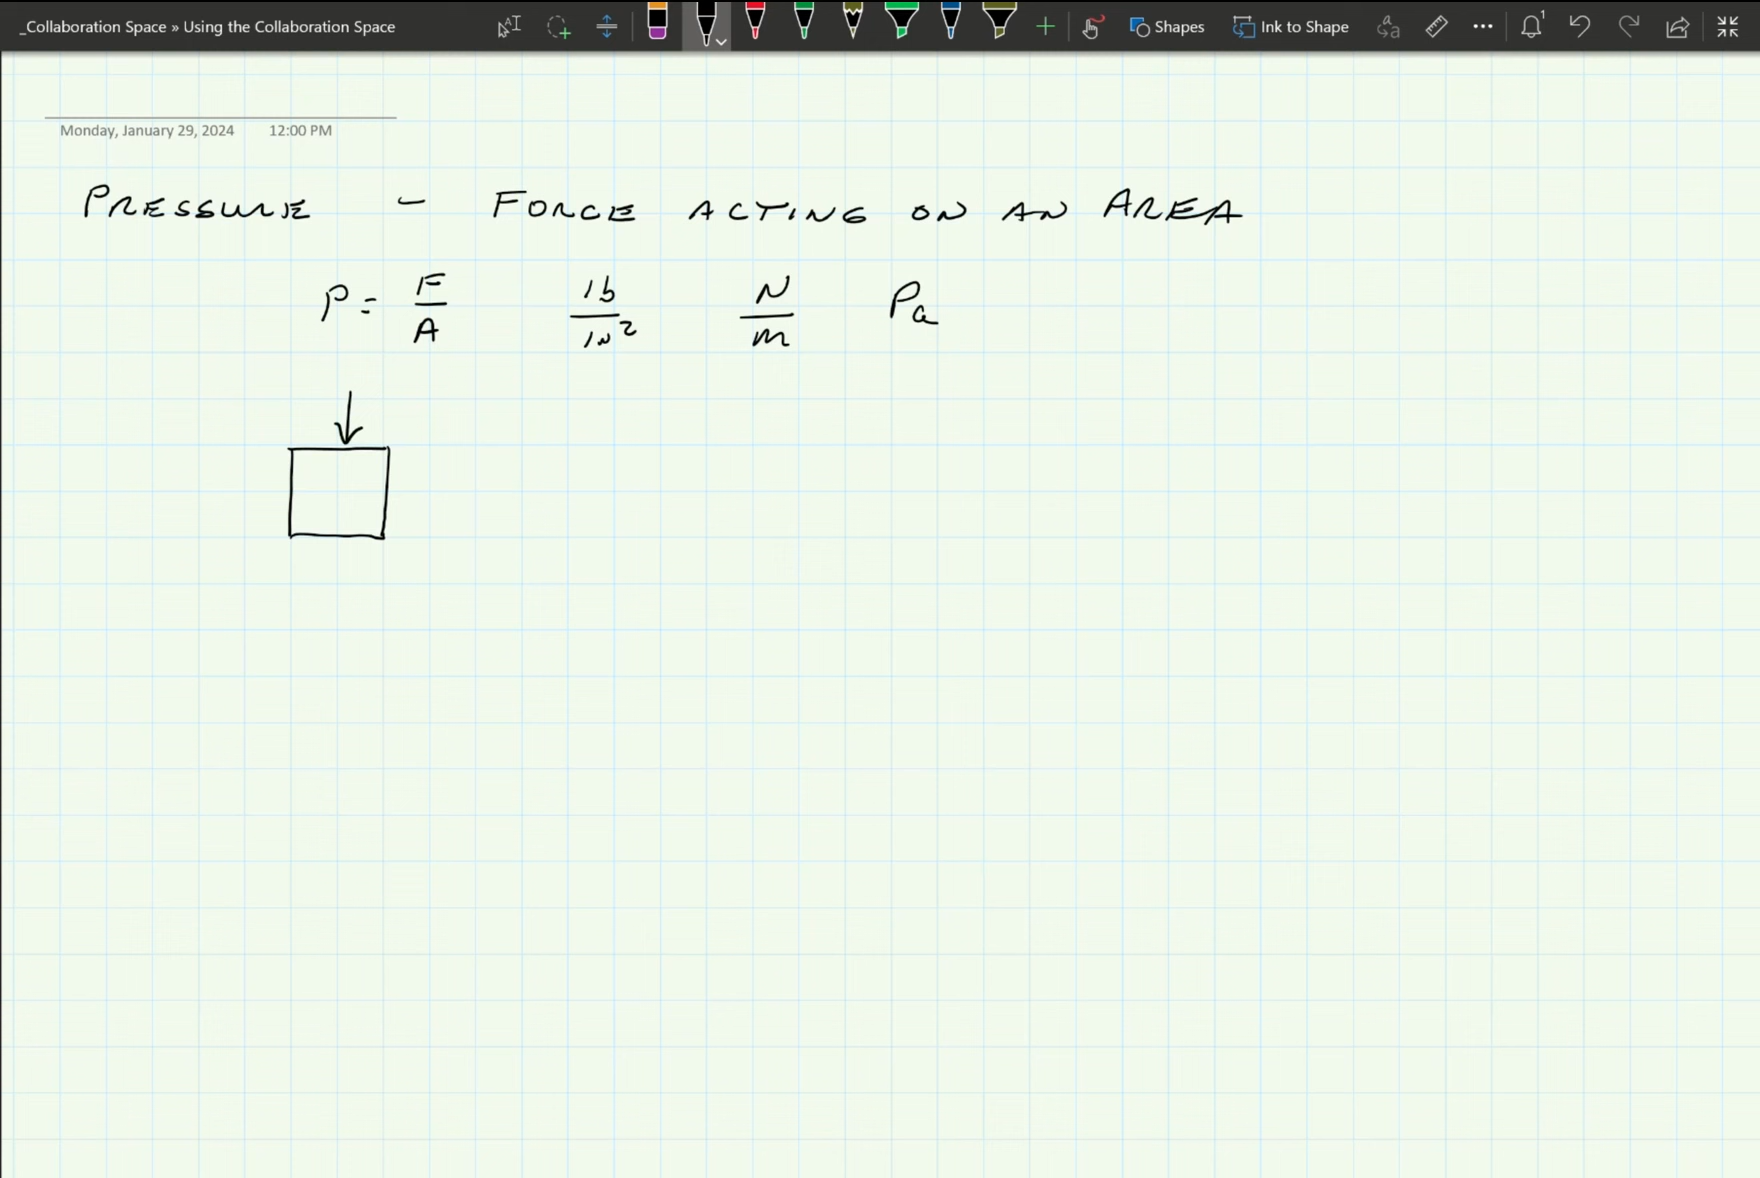 _Collaboration Space » Using the Collaboration Space Shapes Ink to Shape 1
Monday, January 29, 2024 12:00 PM
PRESSURE - FORCE ACTING ON AN AREA
P = F/A lb/in² N/m Pa